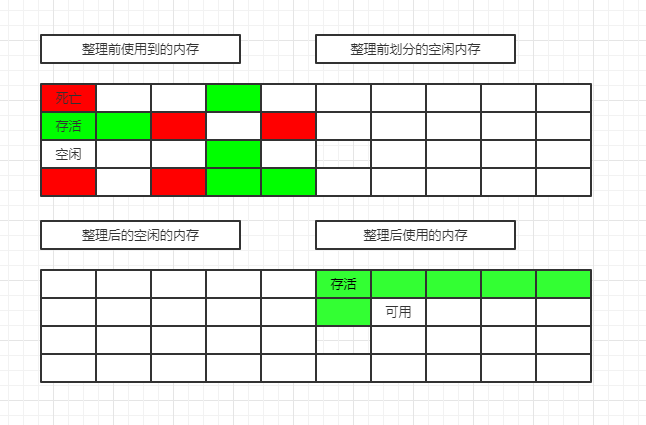 整理前使用到的内存
整理前划分的空闲内存
死亡
存活
空闲
整理后的空闲的内存
整理后使用的内存
存活
可用